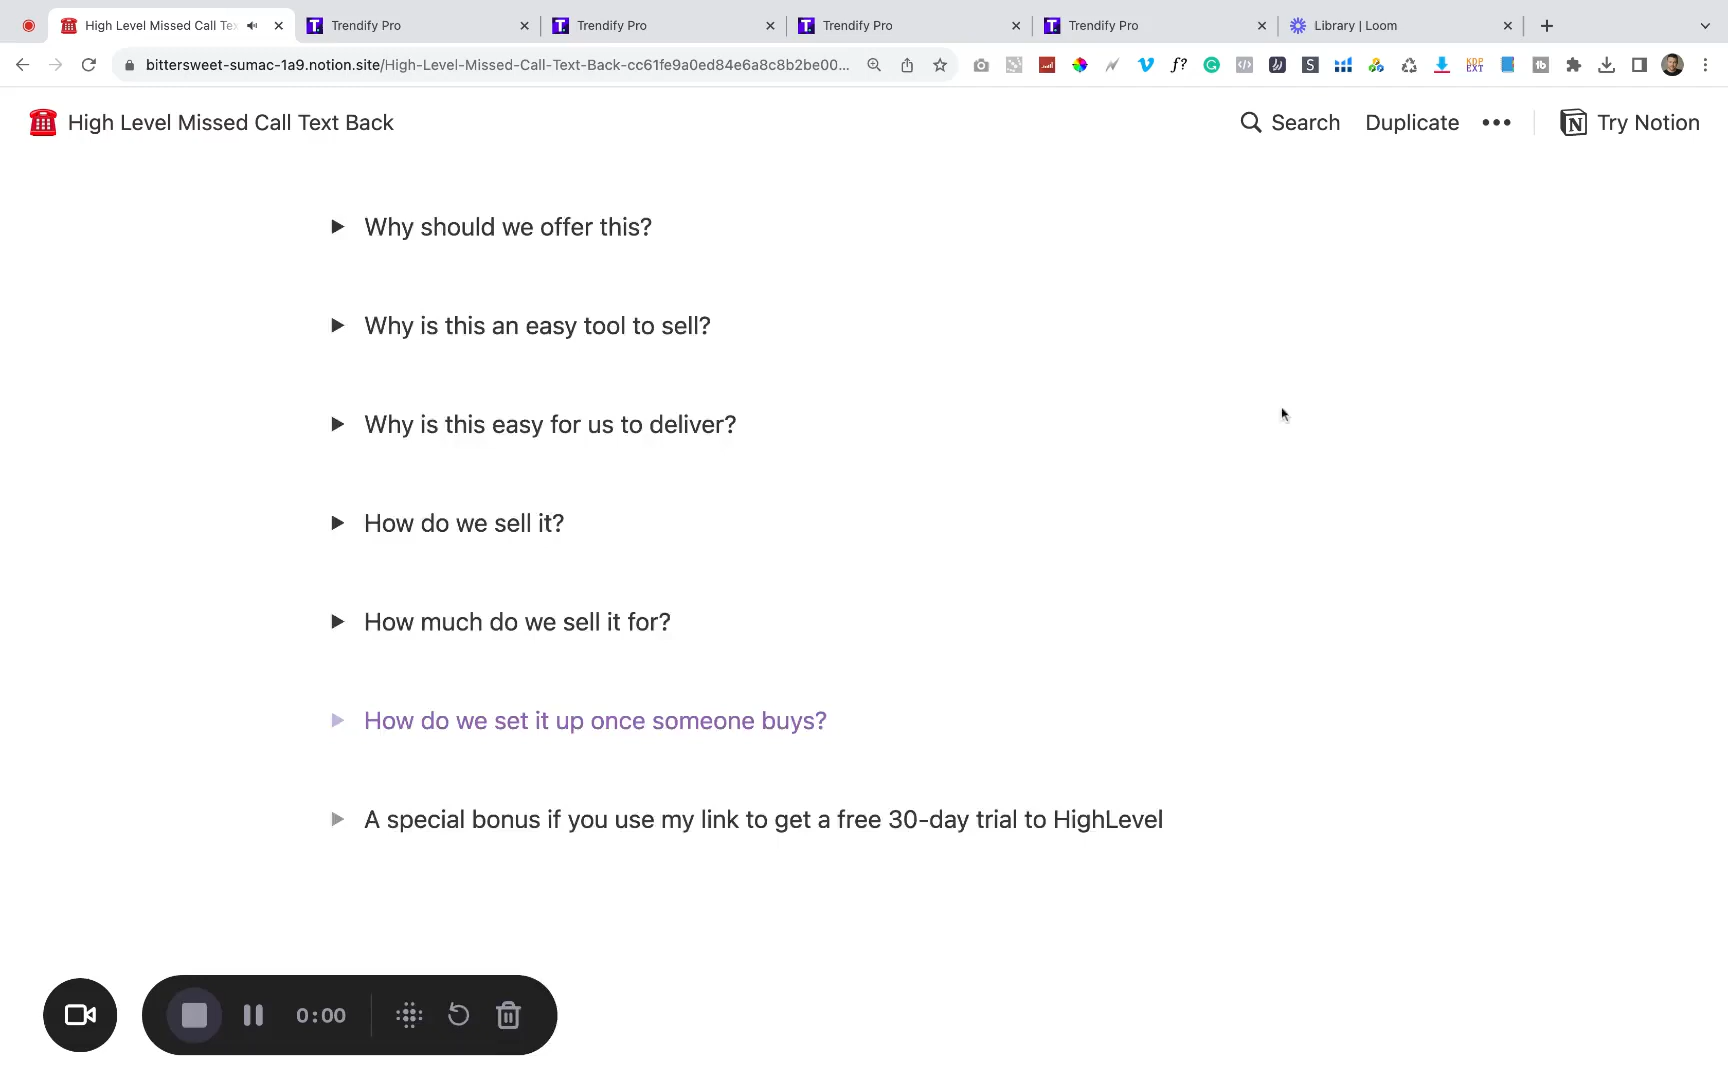 High Level Missed Call Tex
Trendify Pro
Trendify Pro
Trendify Pro
Trendify Pro
Library | Loom
bittersweet-sumac-1a9.notion.site/High-Level-Missed-Call-Text-Back-cc61fe9a0ed84e6a8c8b2be00...
High Level Missed Call Text Back
Search
Duplicate
Try Notion
Why should we offer this?
Why is this an easy tool to sell?
Why is this easy for us to deliver?
How do we sell it?
How much do we sell it for?
How do we set it up once someone buys?
A special bonus if you use my link to get a free 30-day trial to HighLevel
0:00